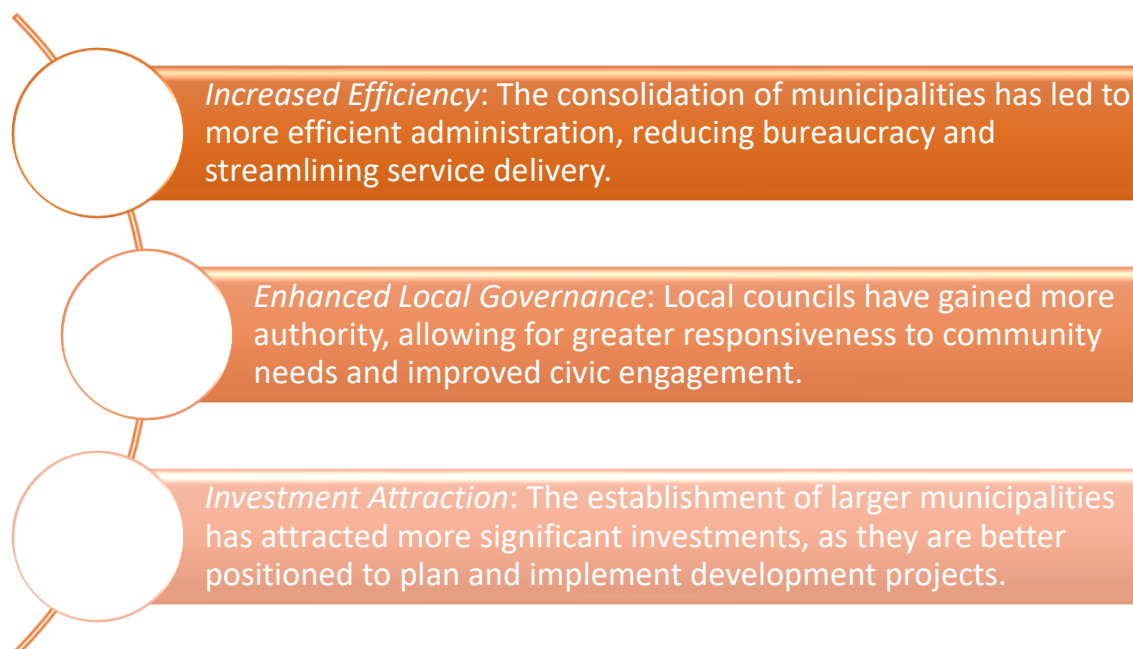 Increased Efficiency: The consolidation of municipalities has led to
more efficient administration, reducing bureaucracy and
streamlining service delivery.
Enhanced Local Governance: Local councils have gained more
authority, allowing for greater responsiveness to community
needs and improved civic engagement.
Investment Attraction: The establishment of larger municipalities
has attracted more significant investments, as they are better
positioned to plan and implement development projects.